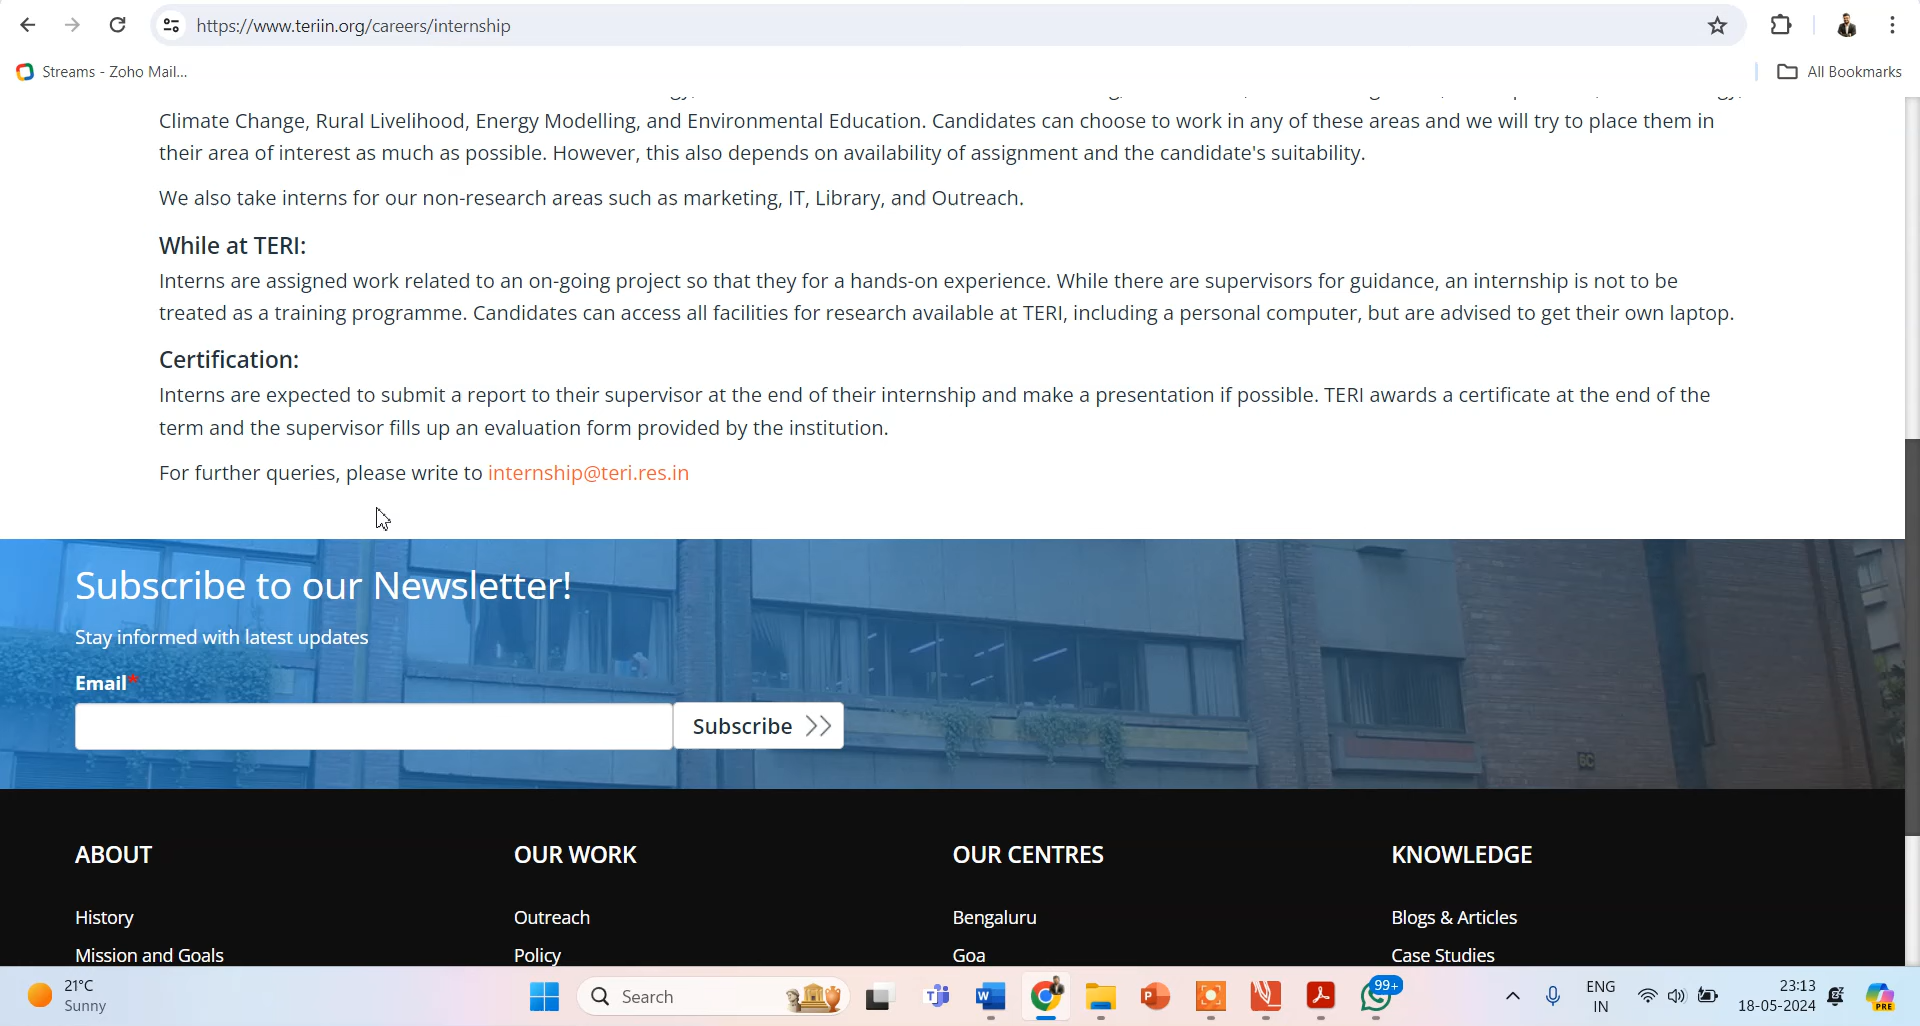 https://www.teriin.org/careers/internship
Streams - Zoho Mail...
All Bookmarks
Climate Change, Rural Livelihood, Energy Modelling, and Environmental Education. Candidates can choose to work in any of these areas and we will try to place them in
their area of interest as much as possible. However, this also depends on availability of assignment and the candidate's suitability.
We also take interns for our non-research areas such as marketing, IT, Library, and Outreach.
While at TERI:
Interns are assigned work related to an on-going project so that they for a hands-on experience. While there are supervisors for guidance, an internship is not to be
treated as a training programme. Candidates can access all facilities for research available at TERI, including a personal computer, but are advised to get their own laptop.
Certification:
Interns are expected to submit a report to their supervisor at the end of their internship and make a presentation if possible. TERI awards a certificate at the end of the
term and the supervisor fills up an evaluation form provided by the institution.
For further queries, please write to internship@teri.res.in
Subscribe to our Newsletter!
Stay informed with latest updates
Email*
Subscribe
6C
ABOUT OUR WORK OUR CENTRES KNOWLEDGE
History Outreach Bengaluru Blogs & Articles
Mission and Goals Policy Goa Case Studies
21°C
Sunny
Search
99+
ENG
IN
23:13
18-05-2024
PRE